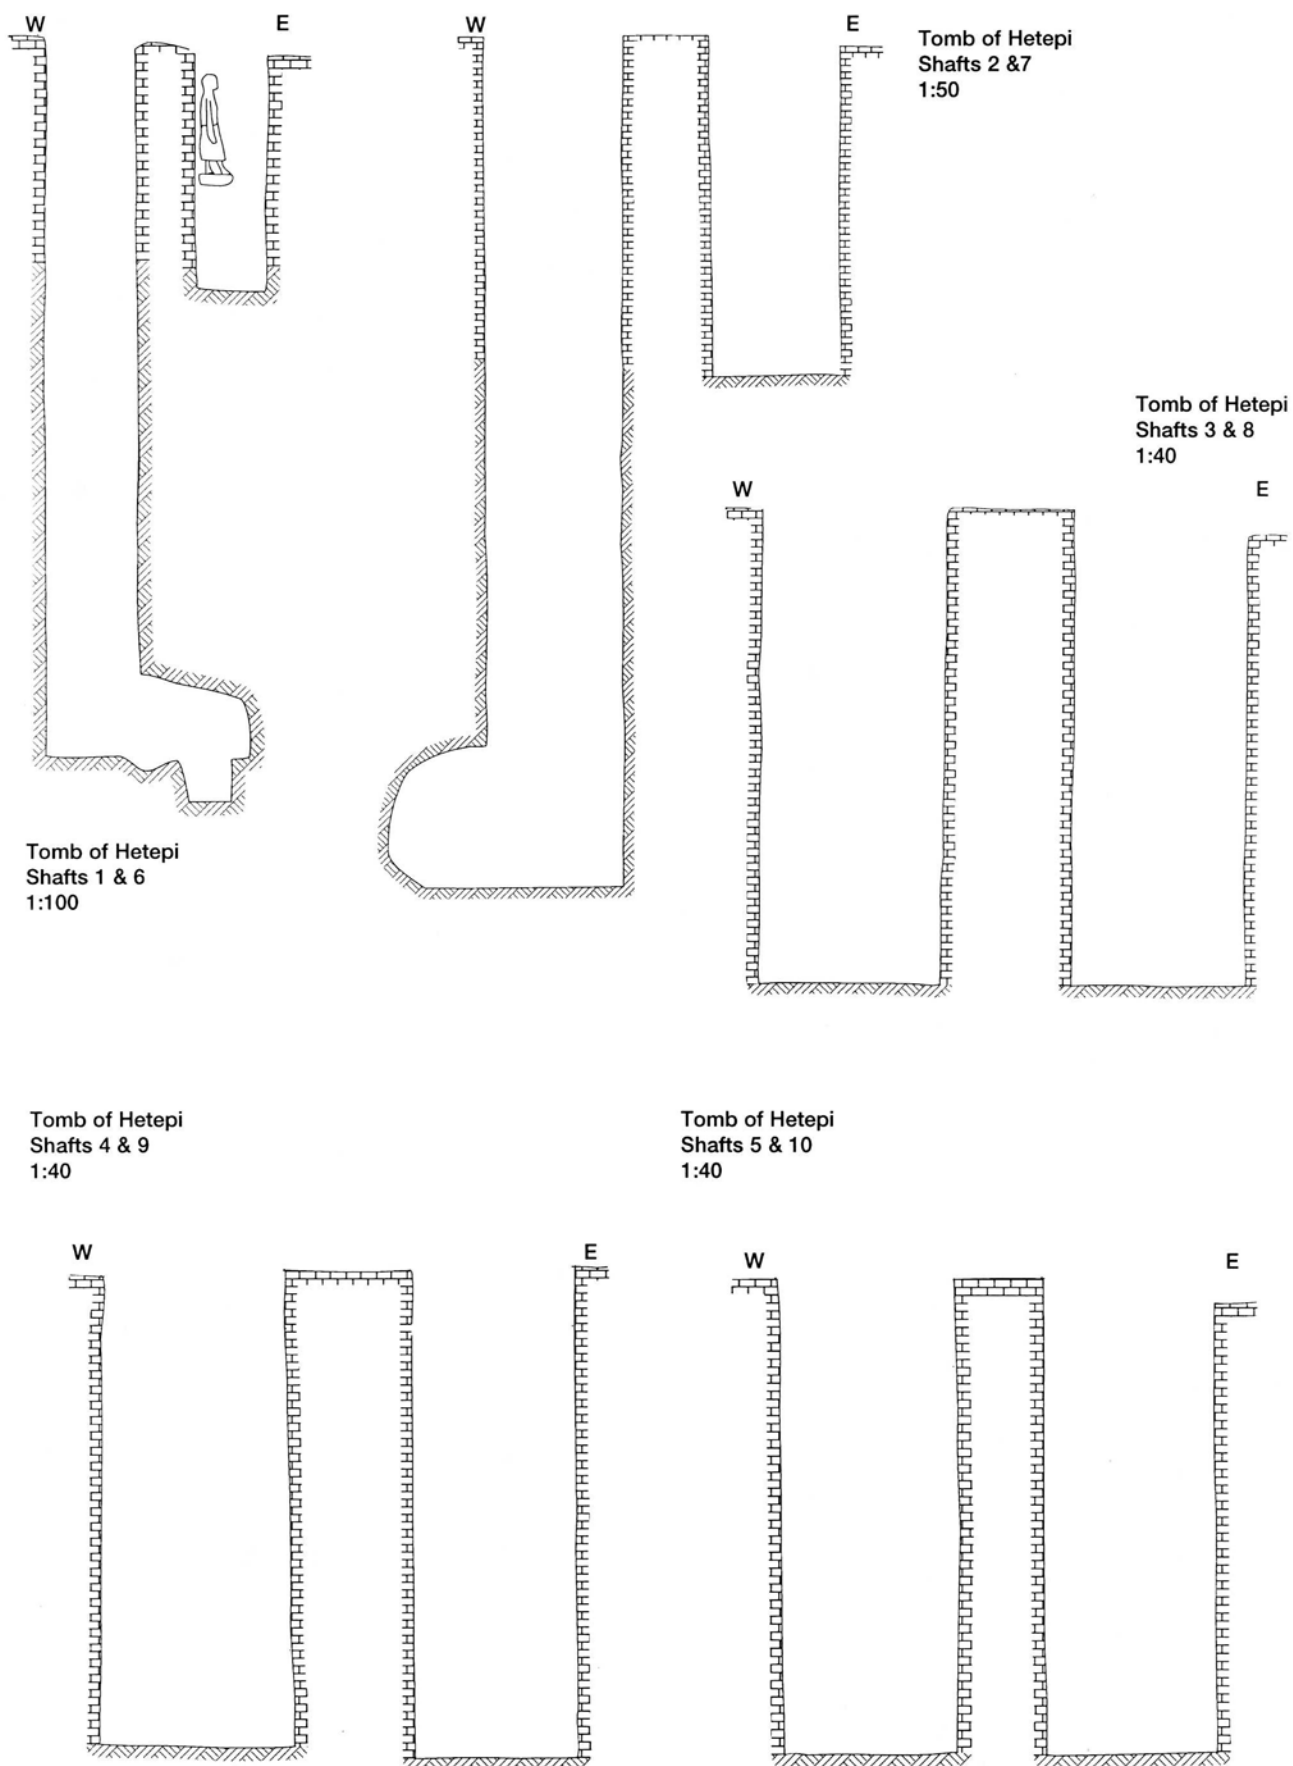 W
E
W
E
Tomb of Hetepi
Shafts 2 &7
1:50
Tomb of Hetepi
Shafts 3 & 8
1:40
W
E
Tomb of Hetepi
Shafts 1 & 6
1:100
Tomb of Hetepi
Shafts 4 & 9
1:40
Tomb of Hetepi
Shafts 5 & 10
1:40
W
E
W
E